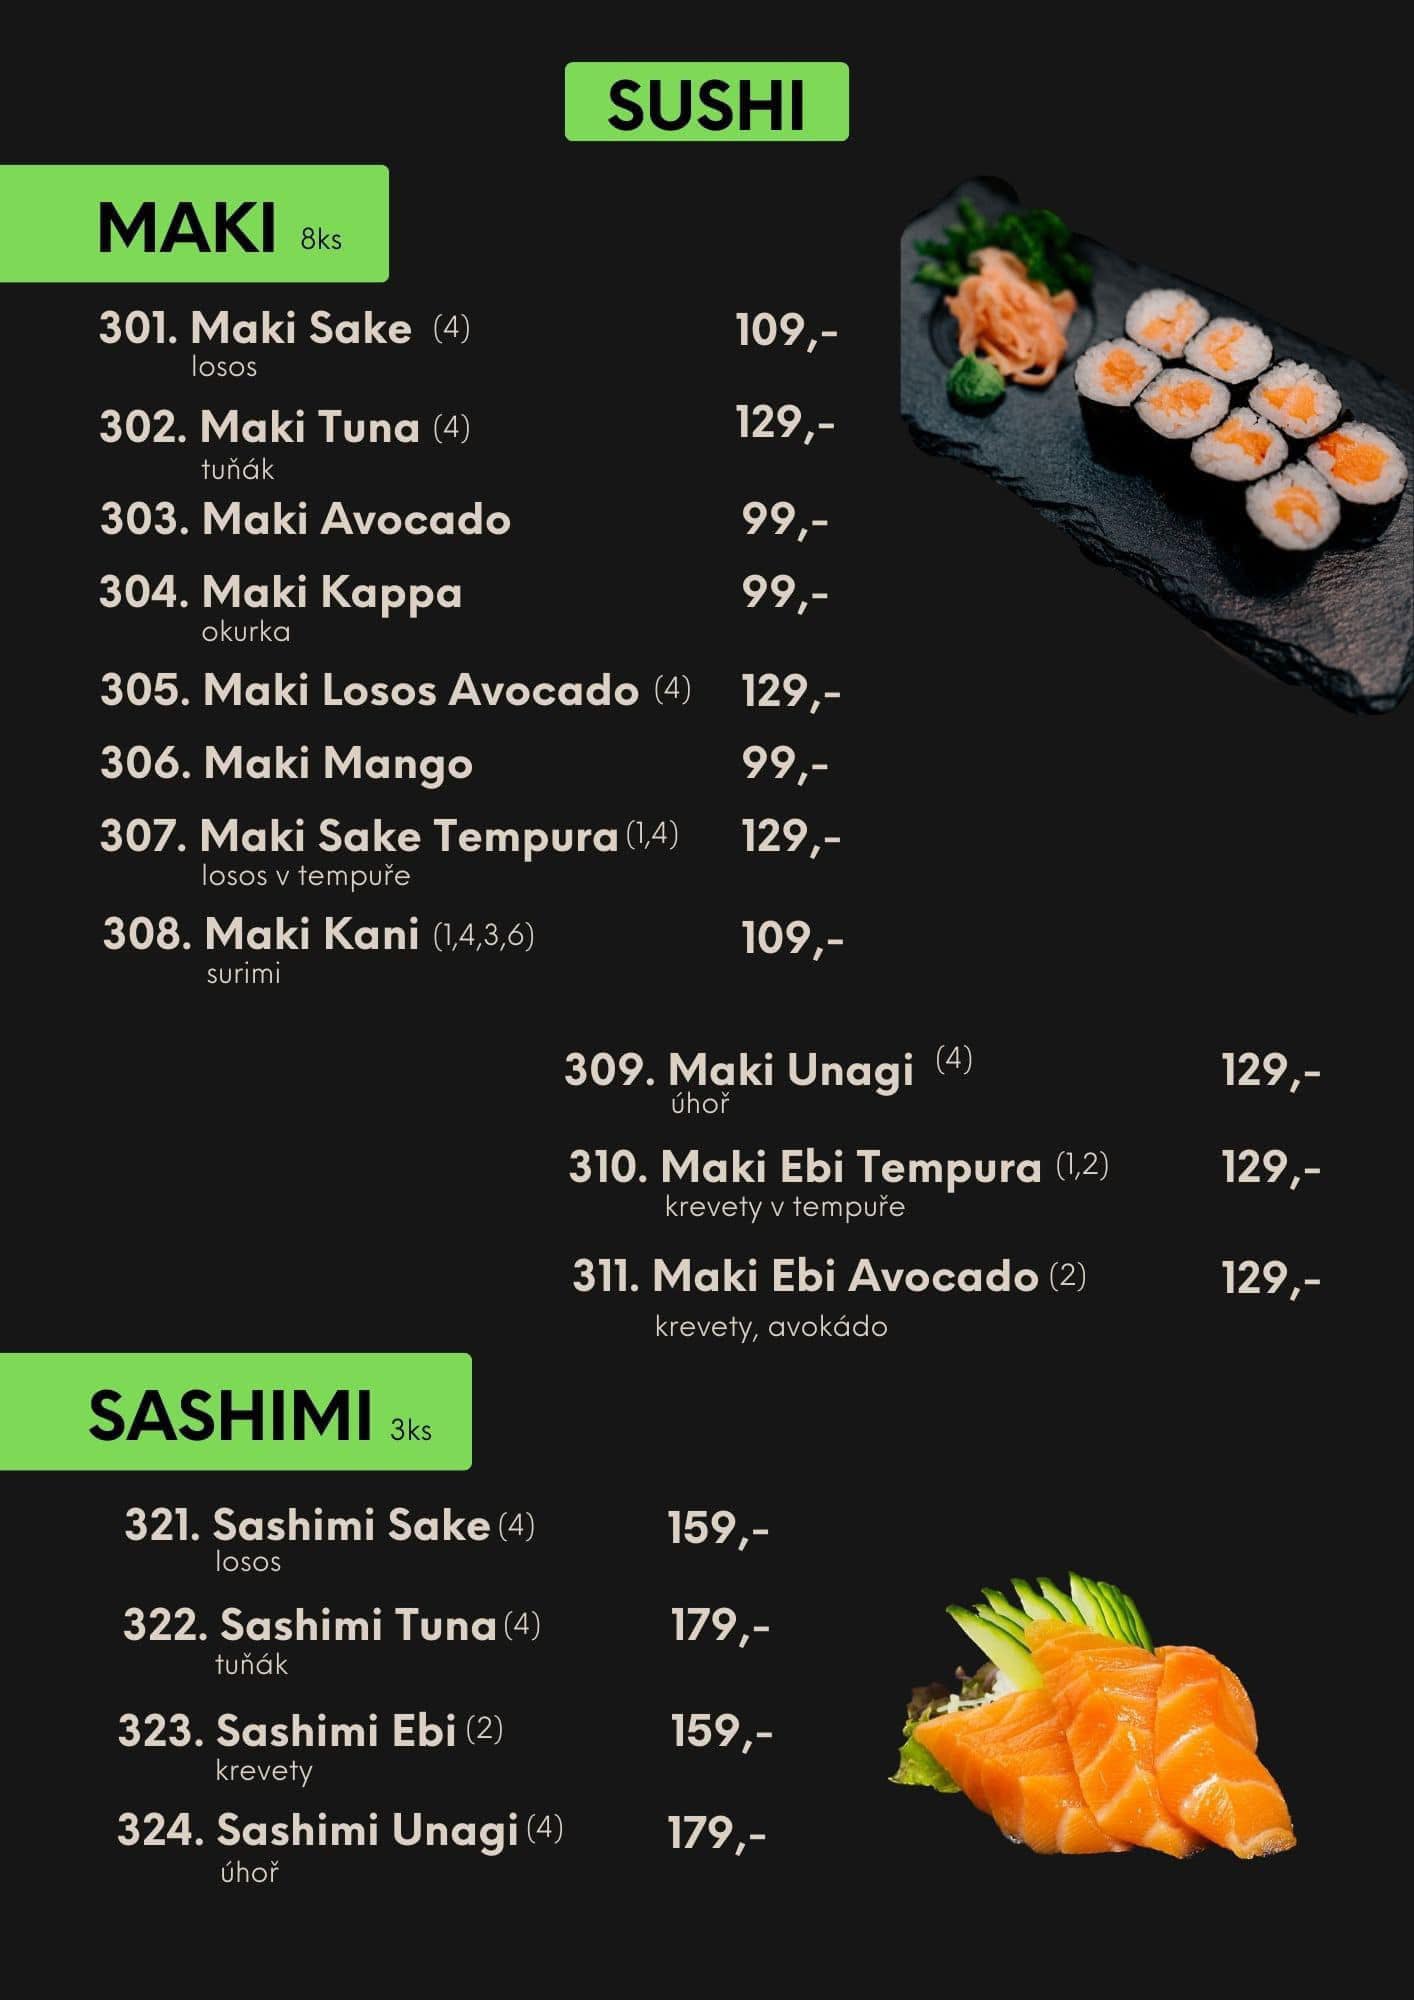 SUSHI
MAKI 8ks
301. Maki Sake (4) 109,-
losos
302. Maki Tuna (4) 129,-
tuňák
303. Maki Avocado 99,-
304. Maki Kappa 99,-
okurka
305. Maki Losos Avocado (4) 129,-
306. Maki Mango 99,-
307. Maki Sake Tempura (1,4) 129,-
losos v tempuře
308. Maki Kani (1,4,3,6) 109,-
surimi
309. Maki Unagi (4) 129,-
úhoř
310. Maki Ebi Tempura (1,2) 129,-
krevety v tempuře
311. Maki Ebi Avocado (2) 129,-
krevety, avokádo
SASHIMI 3ks
321. Sashimi Sake (4) 159,-
losos
322. Sashimi Tuna (4) 179,-
tuňák
323. Sashimi Ebi (2) 159,-
krevety
324. Sashimi Unagi (4) 179,-
úhoř